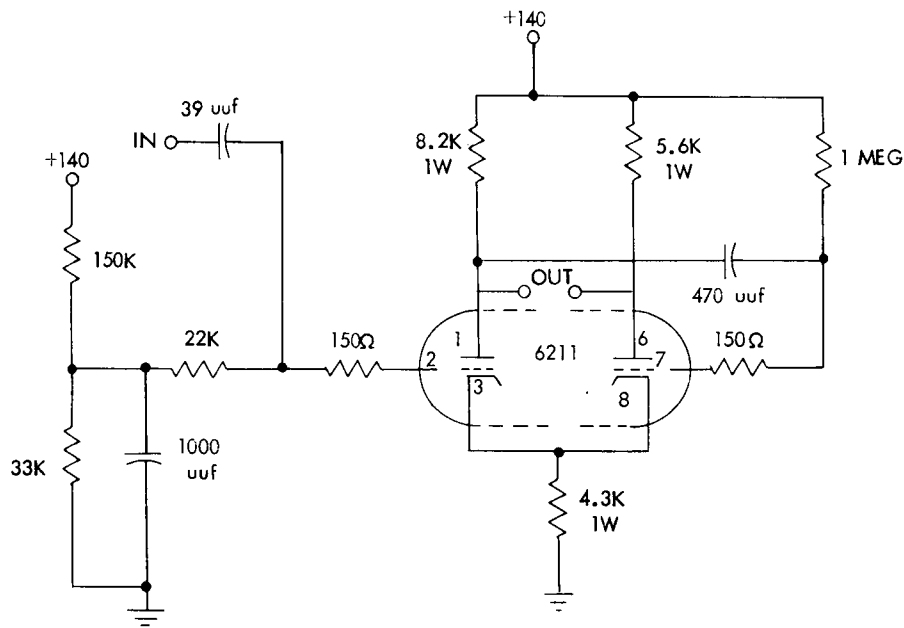 +140
39 uuf
IN
+140
150K
22K
150Ω
33K
1000
uuf
8.2K
1W
5.6K
1W
1 MEG
OUT
470 uuf
1
2
3
6211
6
7
8
150Ω
4.3K
1W